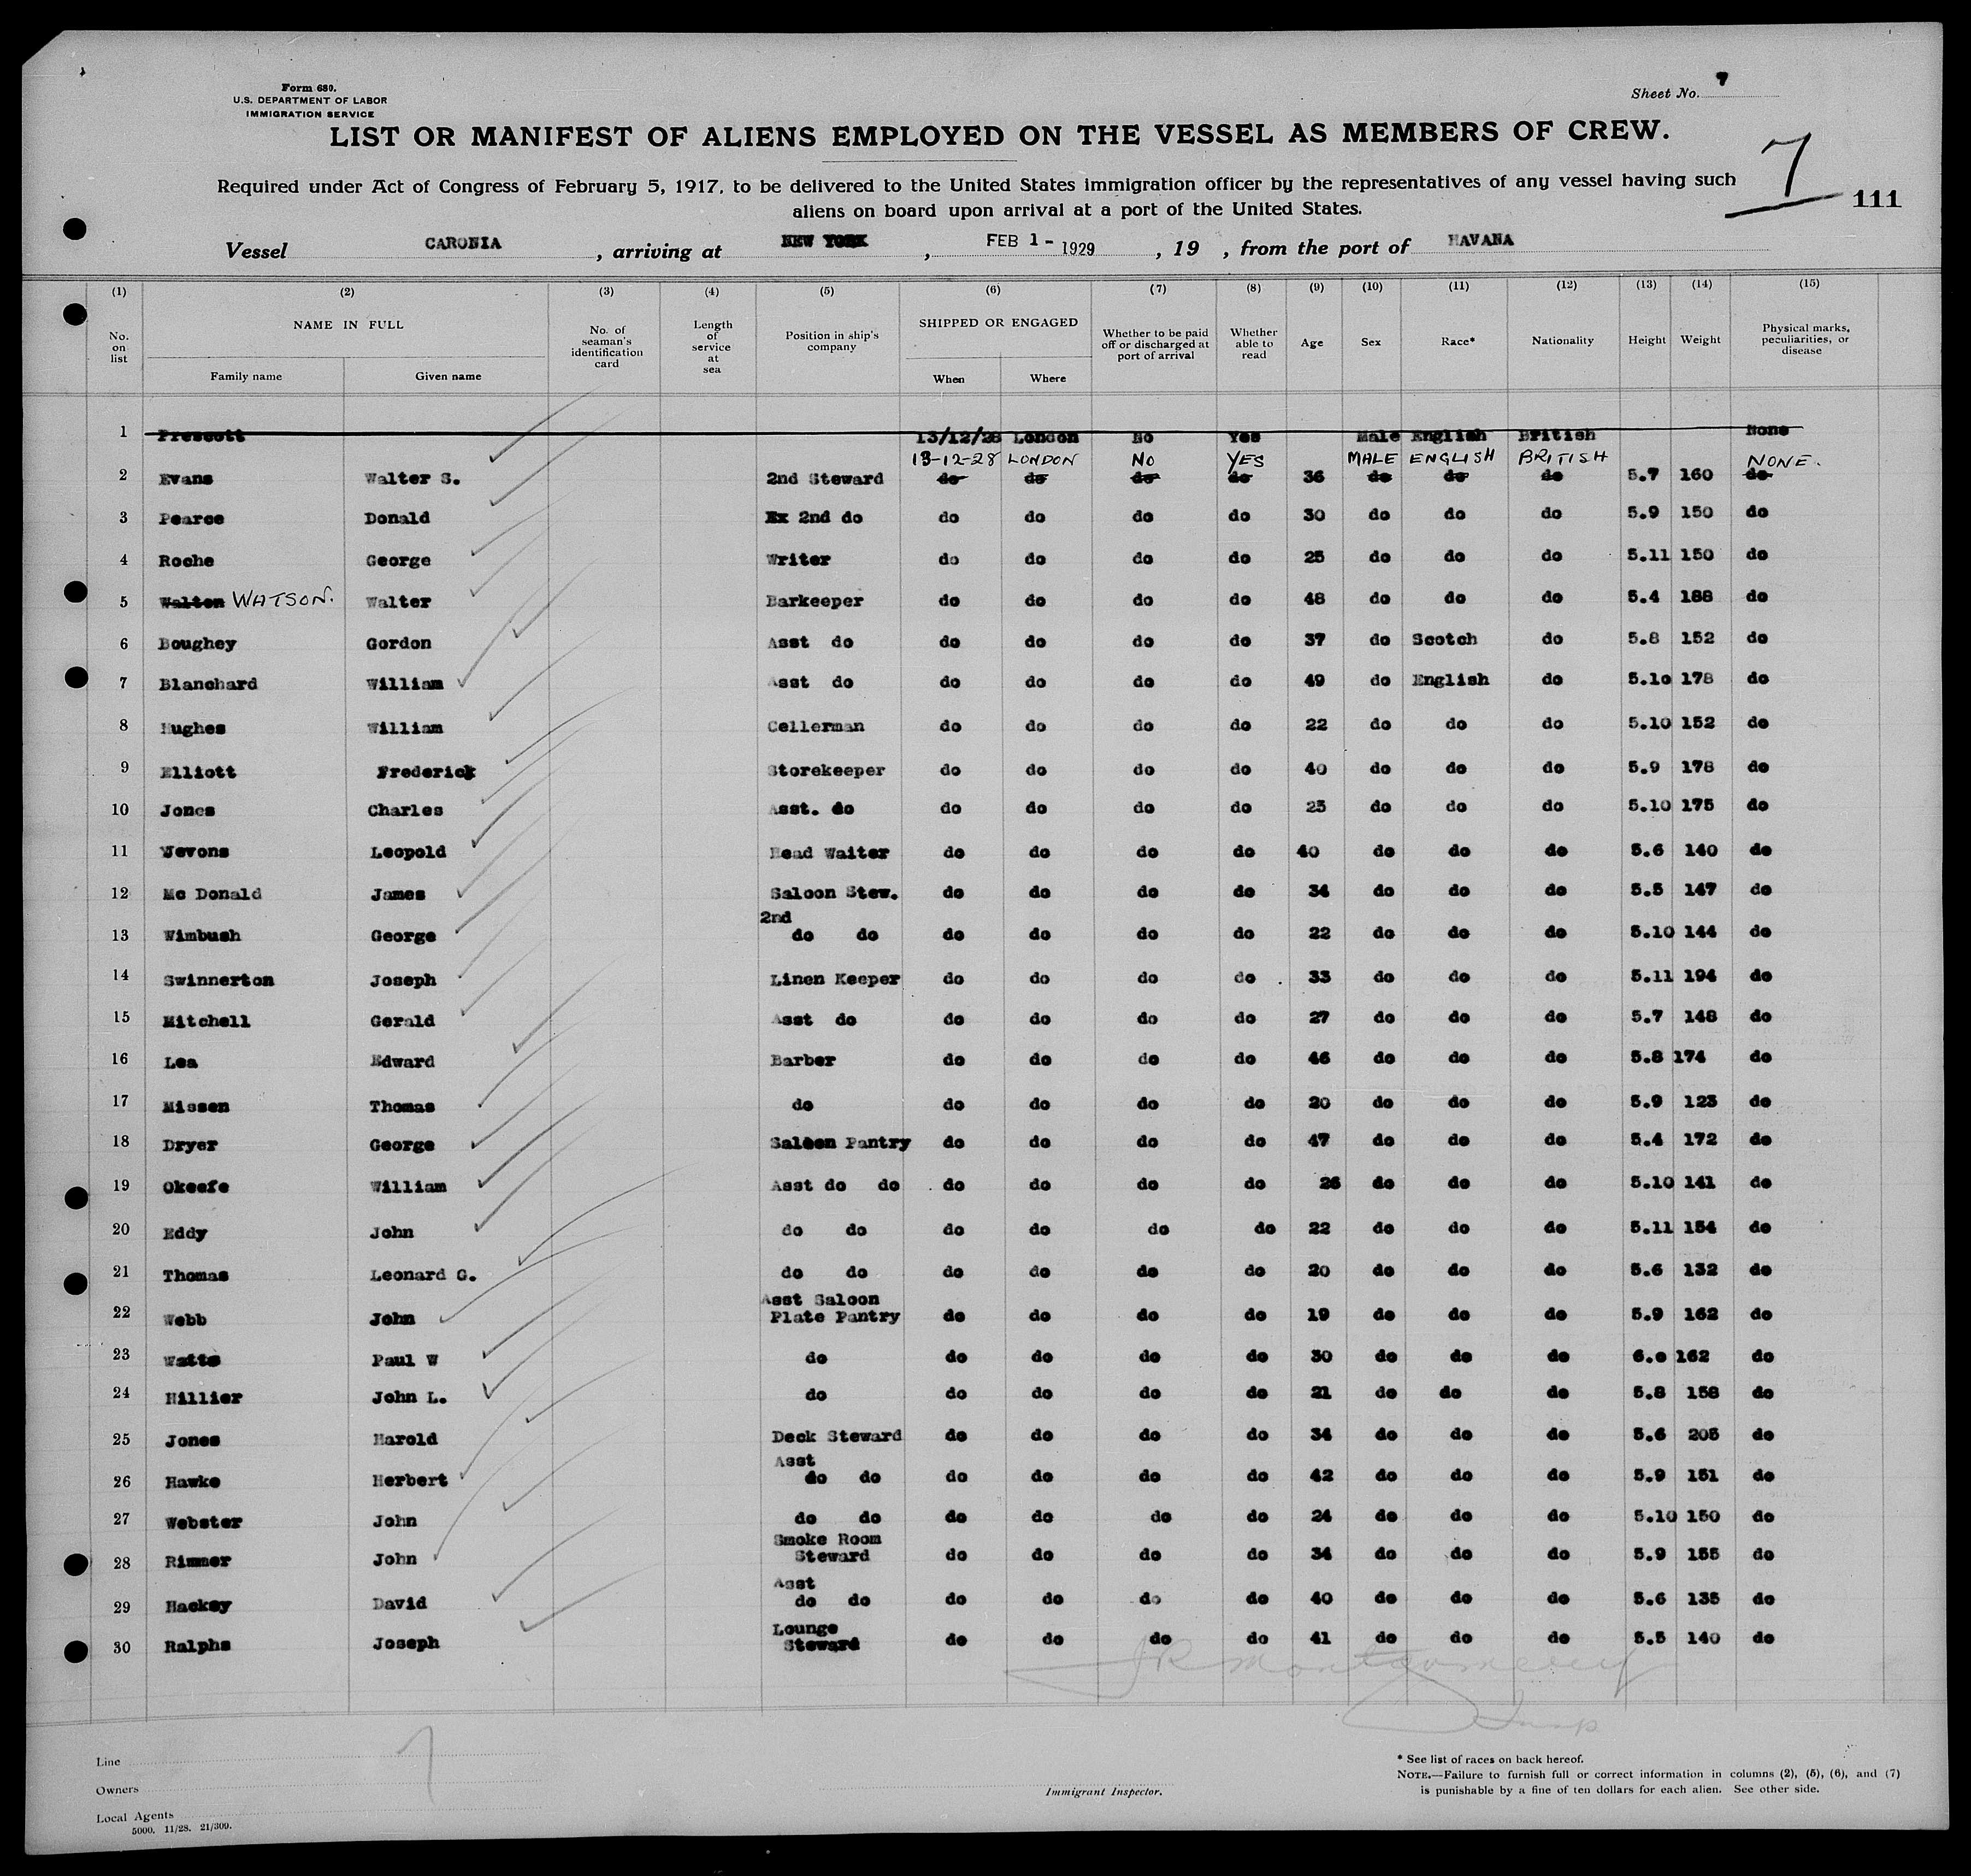 Form 680.
U.S. DEPARTMENT OF LABOR
IMMIGRATION SERVICE
Sheet No. 7
LIST OR MANIFEST OF ALIENS EMPLOYED ON THE VESSEL AS MEMBERS OF CREW.
7
111
Required under Act of Congress of February 5, 1917, to be delivered to the United States immigration officer by the representatives of any vessel having such
aliens on board upon arrival at a port of the United States.
Vessel CARONIA, arriving at NEW YORK, FEB 1 - 1929, 19 , from the port of HAVANA
(1) (2) (3) (4) (5) (6) (7) (8) (9) (10) (11) (12) (13) (14) (15)
No. on list NAME IN FULL Family name Given name No. of seaman's identification card Length of service at sea Position in ship's company SHIPPED OR ENGAGED When Where Whether to be paid off or discharged at port of arrival Whether able to read Age Sex Race* Nationality Height Weight Physical marks, peculiarities, or disease
1 Prescott 13/12/28 London No Yes Male English British None
13-12-28 LONDON NO YES MALE ENGLISH BRITISH NONE.
2 Evans Walter S. 2nd Steward do do do do 36 do do do 5.7 160 do
3 Pearce Donald Ex 2nd do do do do do 30 do do do 5.9 150 do
4 Roche George Writer do do do do 25 do do do 5.11 150 do
5 Walton WATSON. Walter Barkeeper do do do do 48 do do do 5.4 188 do
6 Boughey Gordon Asst do do do do do 37 do Scotch do 5.8 152 do
7 Blanchard William Asst do do do do do 49 do English do 5.10 178 do
8 Hughes William Cellerman do do do do 22 do do do 5.10 152 do
9 Elliott Frederick Storekeeper do do do do 40 do do do 5.9 178 do
10 Jones Charles Asst. do do do do do 25 do do do 5.10 175 do
11 Jevons Leopold Head Waiter do do do do 40 do do do 5.6 140 do
12 Mc Donald James Saloon Stew. do do do do 34 do do do 5.5 147 do
13 Wimbush George 2nd do do do do do do 22 do do do 5.10 144 do
14 Swinnerton Joseph Linen Keeper do do do do 33 do do do 5.11 194 do
15 Mitchell Gerald Asst do do do do do 27 do do do 5.7 148 do
16 Lea Edward Barber do do do do 46 do do do 5.8 174 do
17 Missen Thomas do do do do do 20 do do do 5.9 123 do
18 Dryer George Saloon Pantry do do do do 47 do do do 5.4 172 do
19 Okeefe William Asst do do do do do do 26 do do do 5.10 141 do
20 Eddy John do do do do do do 22 do do do 5.11 154 do
21 Thomas Leonard G. do do do do do do 20 do do do 5.6 132 do
22 Webb John Asst Saloon Plate Pantry do do do do 19 do do do 5.9 162 do
23 Watts Paul W do do do do do 30 do do do 6.0 162 do
24 Hillier John L. do do do do do 21 do do do 5.8 158 do
25 Jones Harold Deck Steward do do do do 34 do do do 5.6 205 do
26 Hawke Herbert Asst do do do do do do 42 do do do 5.9 151 do
27 Webster John do do do do do do 24 do do do 5.10 150 do
28 Rimmer John Smoke Room Steward do do do do 34 do do do 5.9 155 do
29 Hacksy David Asst do do do do do do 40 do do do 5.6 135 do
30 Ralphs Joseph Lounge Steward do do do do 41 do do do 5.5 140 do
JR Montgomery
Insp
7
Line
Owners
Local Agents
5000. 11/28. 21/309.
Immigrant Inspector.
* See list of races on back hereof.
NOTE.—Failure to furnish full or correct information in columns (2), (5), (6), and (7)
is punishable by a fine of ten dollars for each alien. See other side.